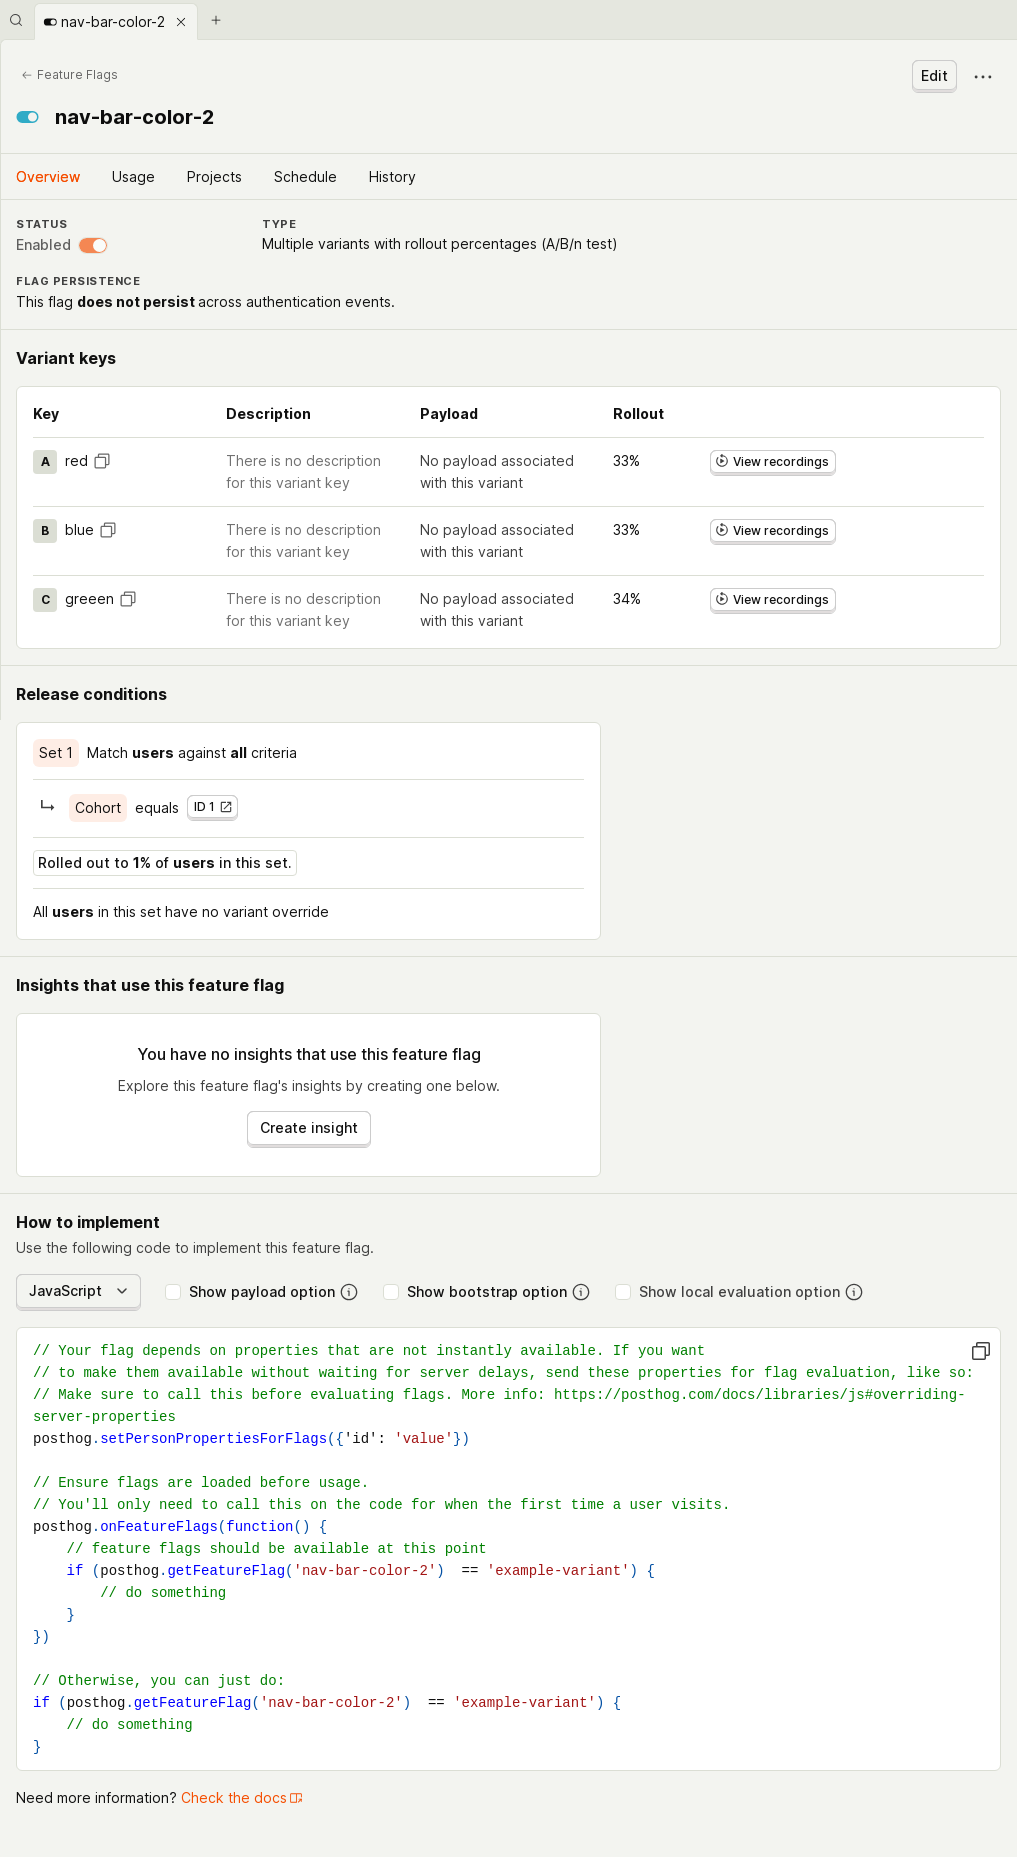 nav-bar-color-2
Feature Flags
Edit
nav-bar-color-2
Overview Usage Projects Schedule History
STATUS TYPE
Enabled Multiple variants with rollout percentages (A/B/n test)
FLAG PERSISTENCE
This flag does not persist across authentication events.
Variant keys
Key Description Payload Rollout
A red There is no description No payload associated 33% View recordings
for this variant key with this variant
B blue There is no description No payload associated 33% View recordings
for this variant key with this variant
C greeen There is no description No payload associated 34% View recordings
for this variant key with this variant
Release conditions
Set 1 Match users against all criteria
Cohort equals ID 1
Rolled out to 1% of users in this set.
All users in this set have no variant override
Insights that use this feature flag
You have no insights that use this feature flag
Explore this feature flag's insights by creating one below.
Create insight
How to implement
Use the following code to implement this feature flag.
JavaScript Show payload option Show bootstrap option Show local evaluation option
// Your flag depends on properties that are not instantly available. If you want
// to make them available without waiting for server delays, send these properties for flag evaluation, like so:
// Make sure to call this before evaluating flags. More info: https://posthog.com/docs/libraries/js#overriding-
server-properties
posthog.setPersonPropertiesForFlags({'id': 'value'})
// Ensure flags are loaded before usage.
// You'll only need to call this on the code for when the first time a user visits.
posthog.onFeatureFlags(function() {
    // feature flags should be available at this point
    if (posthog.getFeatureFlag('nav-bar-color-2')  == 'example-variant') {
        // do something
    }
})
// Otherwise, you can just do:
if (posthog.getFeatureFlag('nav-bar-color-2')  == 'example-variant') {
    // do something
}
Need more information? Check the docs